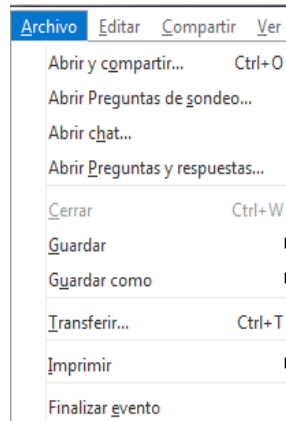 Archivo Editar Compartir Ver
Abrir y compartir... Ctrl+O
Abrir Preguntas de sondeo...
Abrir chat...
Abrir Preguntas y respuestas...
Cerrar Ctrl+W
Guardar
Guardar como
Transferir... Ctrl+T
Imprimir
Finalizar evento